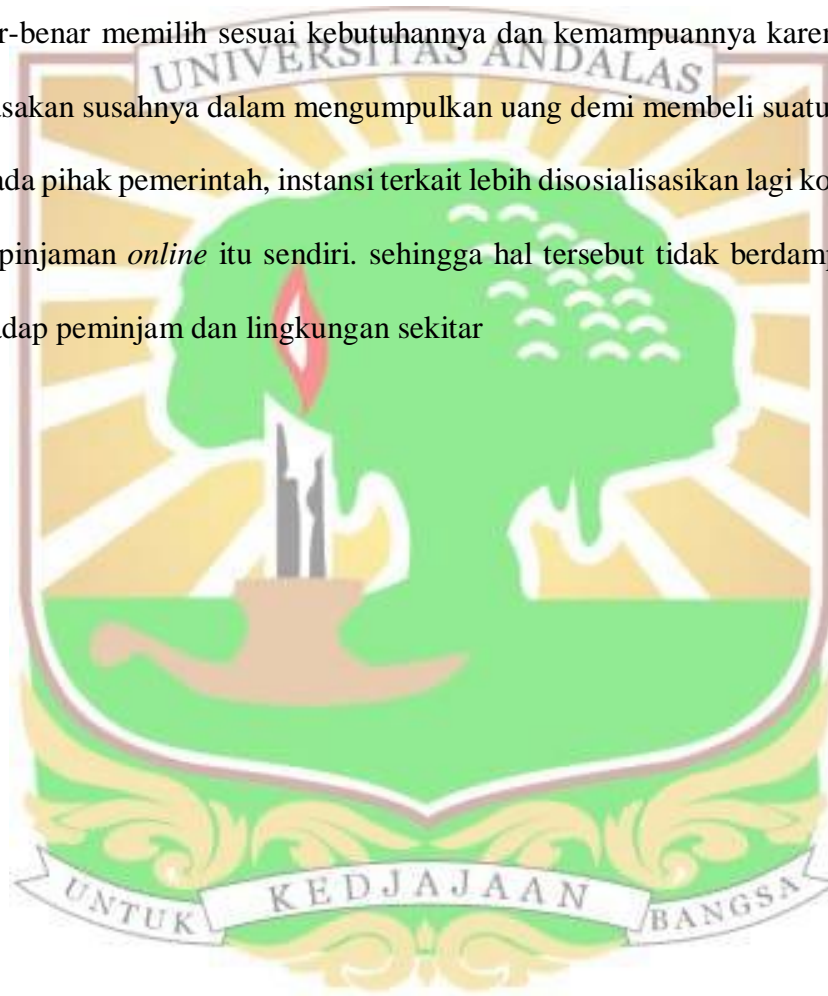 r-benar memilih sesuai kebutuhannya dan kemampuannya karen
UNIVERSITAS ANDALAS
sakan susahnya dalam mengumpulkan uang demi membeli suatu
da pihak pemerintah, instansi terkait lebih disosialisasikan lagi ko
pinjaman online itu sendiri. sehingga hal tersebut tidak berdamp
adap peminjam dan lingkungan sekitar
UNTUK KEDJAJAAN BANGSA